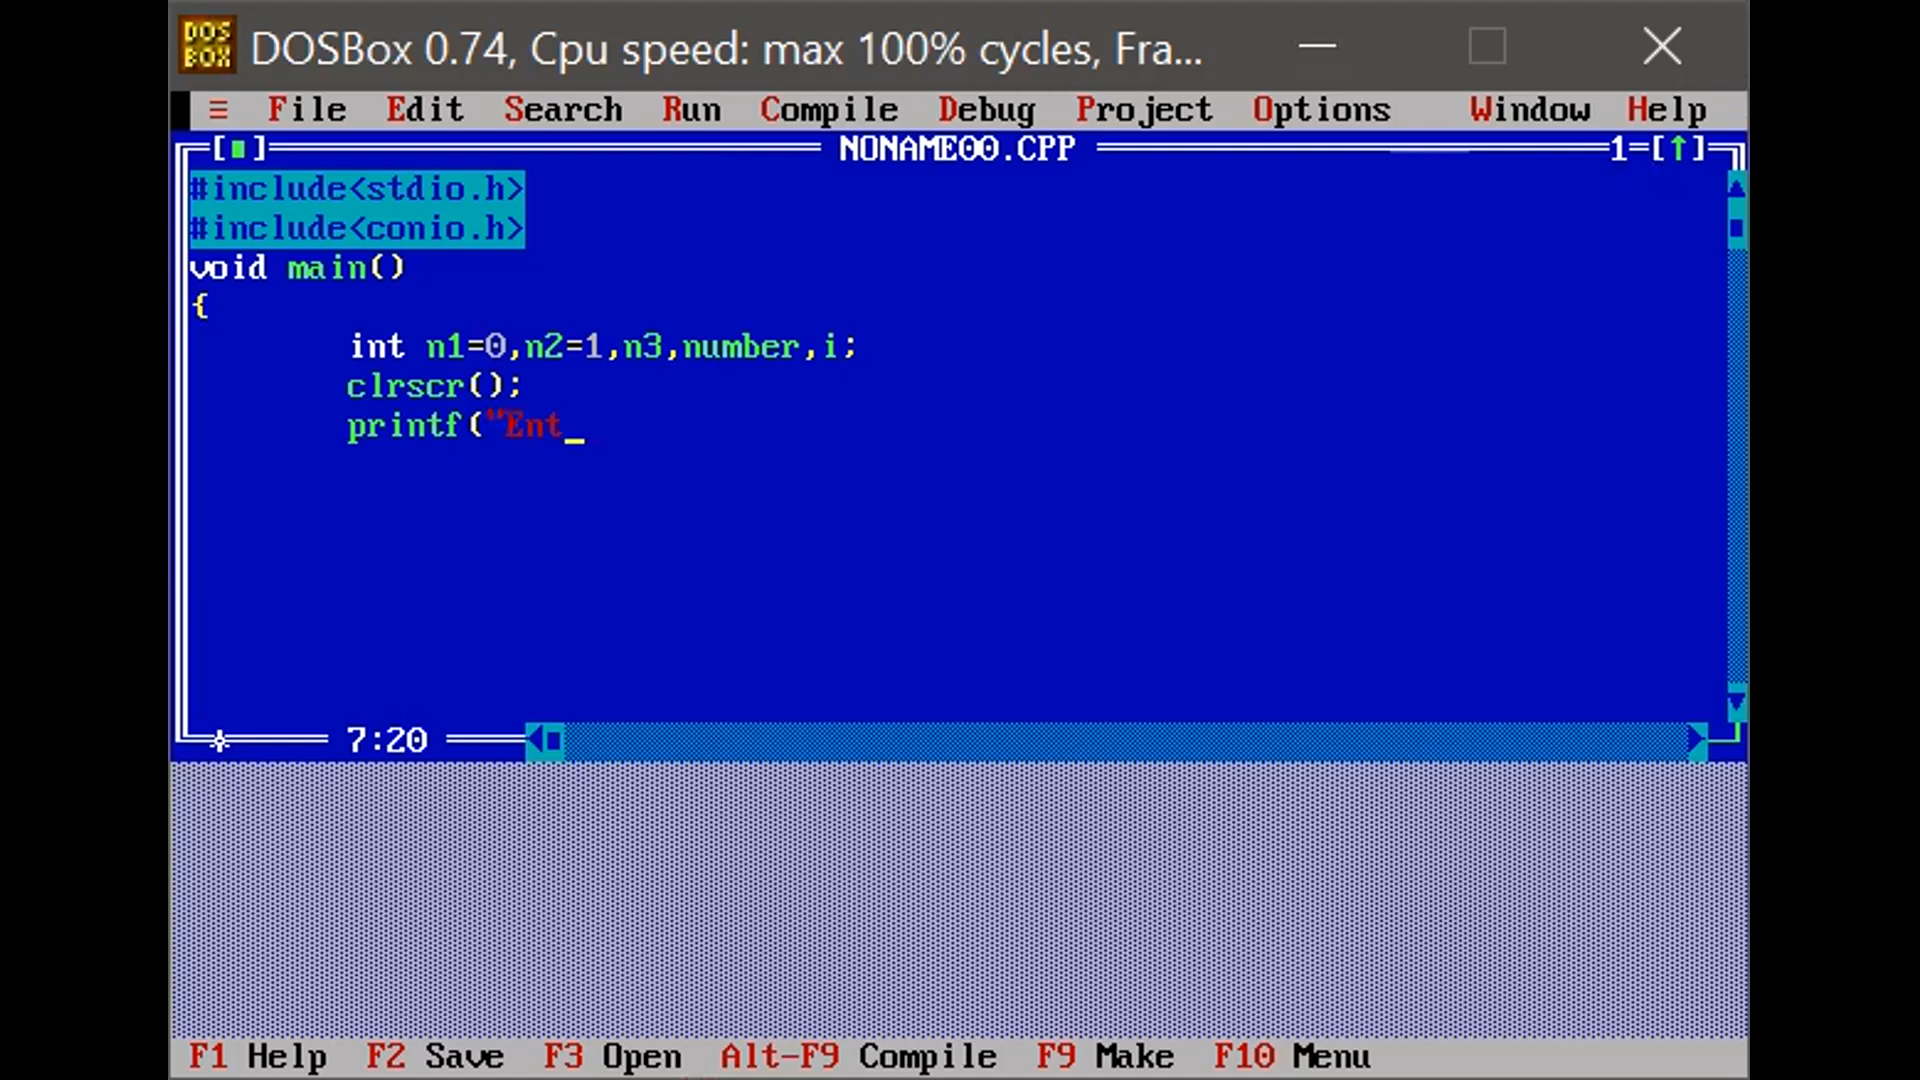 DOS BOX DOSBox 0.74, Cpu speed: max 100% cycles, Fra...
≡ File Edit Search Run Compile Debug Project Options Window Help
[■] NONAME00.CPP 1=[↑]
#include<stdio.h>
#include<conio.h>
void main()
{
int n1=0,n2=1,n3,number,i;
clrscr();
printf("Ent_
7:20
F1 Help F2 Save F3 Open Alt-F9 Compile F9 Make F10 Menu